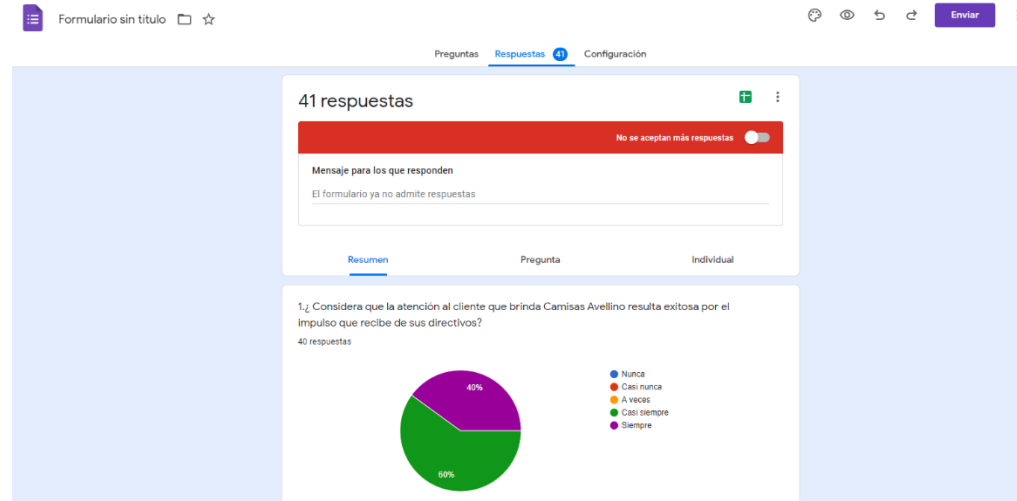 Formulario sin título
Enviar
Preguntas
Respuestas 41
Configuración
41 respuestas
No se aceptan más respuestas
Mensaje para los que responden
El formulario ya no admite respuestas
Resumen
Pregunta
Individual
1.¿ Considera que la atención al cliente que brinda Camisas Avellino resulta exitosa por el
impulso que recibe de sus directivos?
40 respuestas
40%
60%
Nunca
Casi nunca
A veces
Casi siempre
Siempre